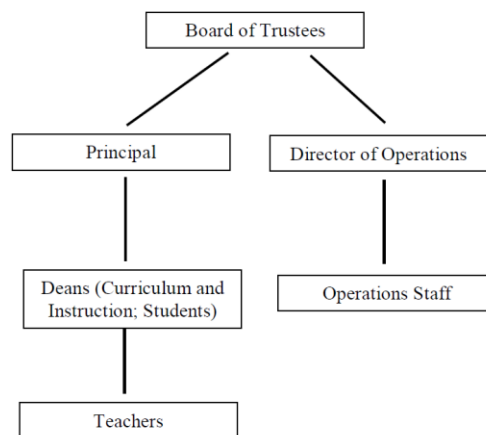 Board of Trustees
Principal
Director of Operations
Deans (Curriculum and
Instruction; Students)
Operations Staff
Teachers